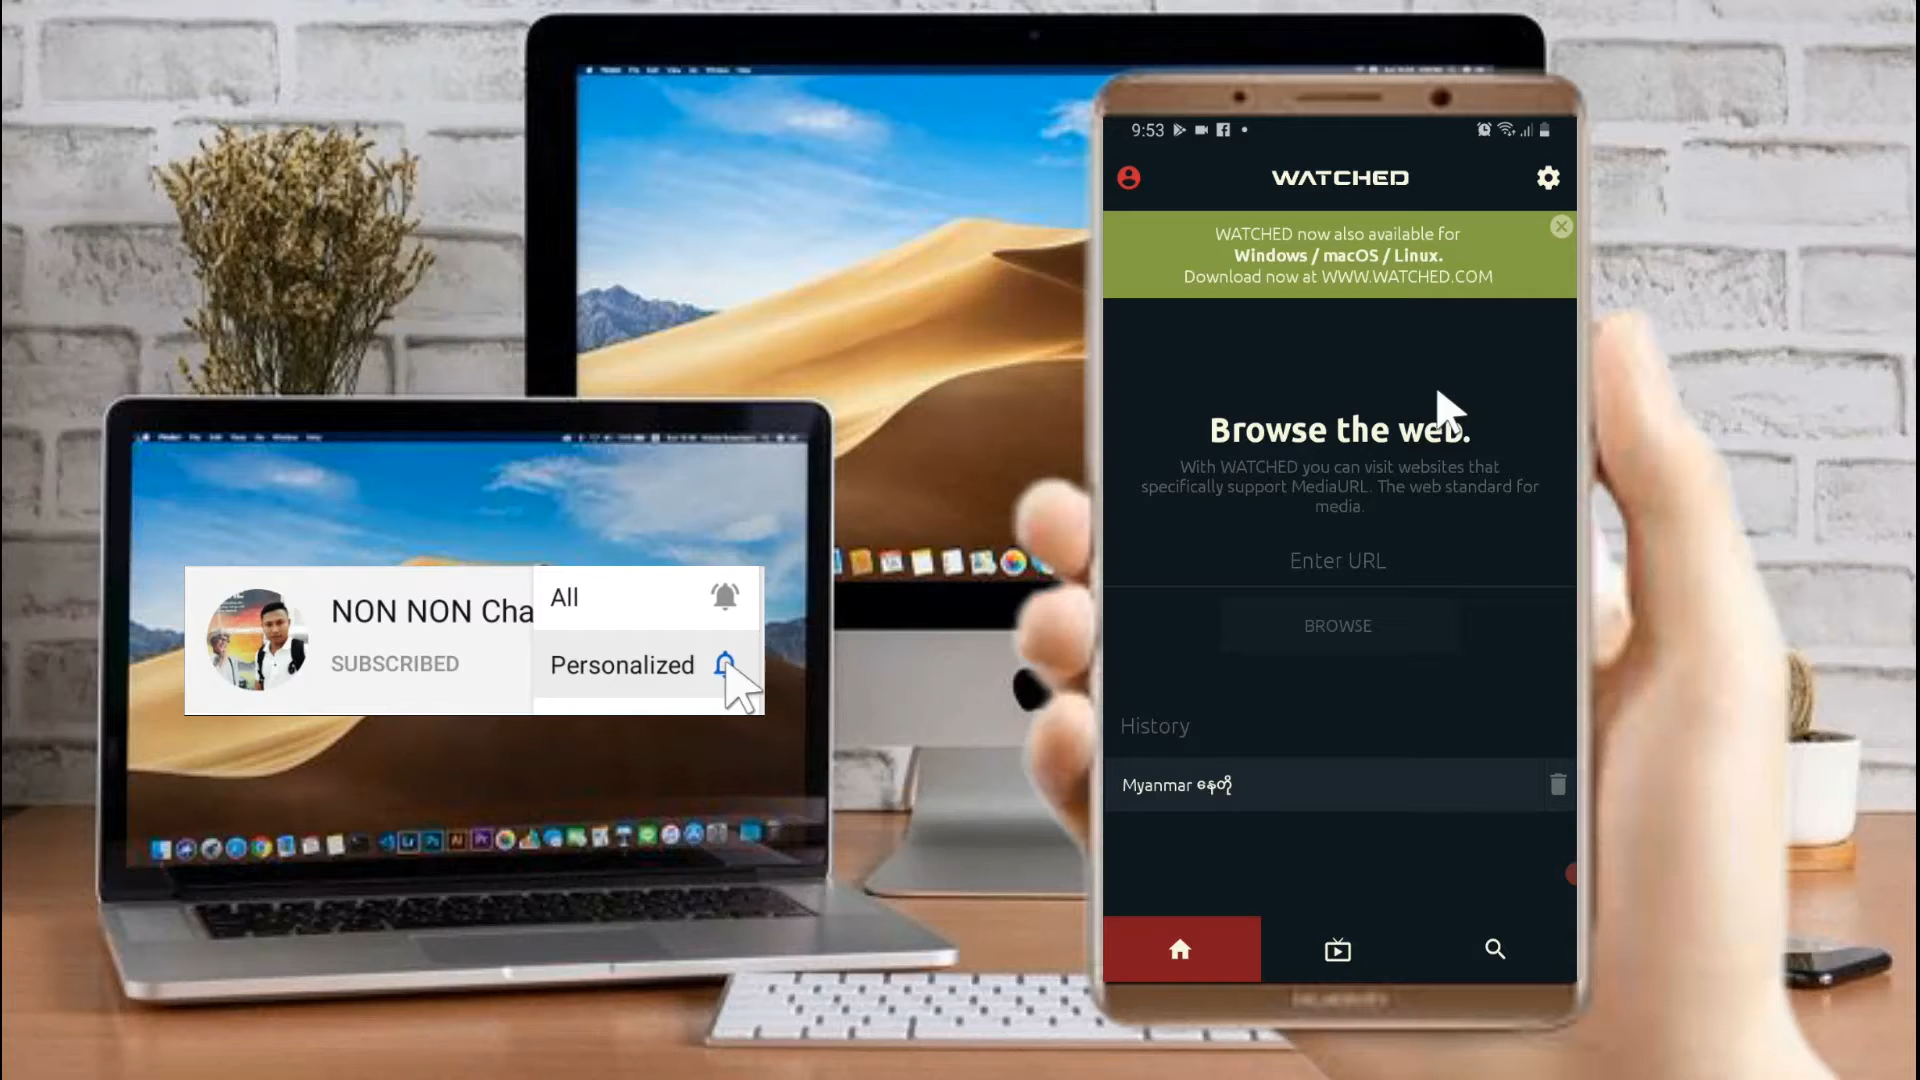 9:53
WATCHED
WATCHED now also available for
Windows / macOS / Linux.
Download now at WWW.WATCHED.COM
Browse the web.
With WATCHED you can visit websites that
specifically support MediaURL. The web standard for
media.
Enter URL
BROWSE
History
Myanmar နေတို
NON NON Cha
SUBSCRIBED
All
Personalized